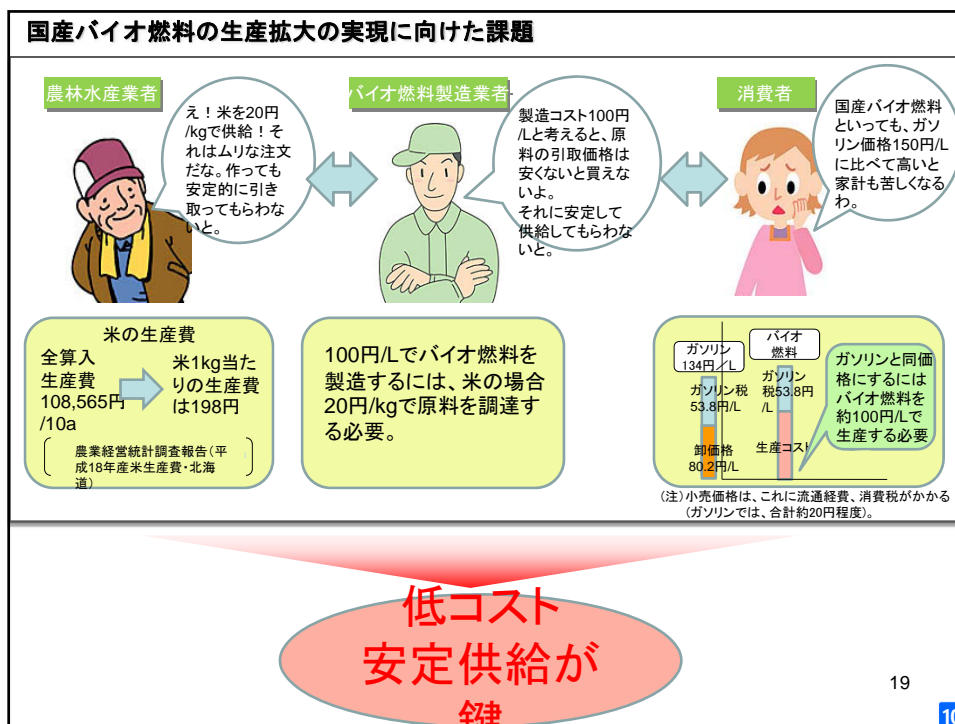 国産バイオ燃料の生産拡大の実現に向けた課題
農林水産業者
え！米を20円
/kgで供給！そ
れはムリな注文
だな。作っても
安定的に引き
取ってもらわな
いと。
バイオ燃料製造業者
製造コスト100円
/Lと考えると、原
料の引取価格は
安くないと買えな
いよ。
それに安定して
供給してもらわな
いと。
消費者
国産バイオ燃料
といっても、ガソ
リン価格150円/L
に比べて高いと
家計も苦しくなる
わ。
米の生産費
全算入
生産費
108,565円
/10a
米1kg当た
りの生産費
は198円
農業経営統計調査報告（平
成18年産米生産費・北海
道）
100円/Lでバイオ燃料を
製造するには、米の場合
20円/kgで原料を調達す
る必要。
ガソリン
134円／L
ガソリン税
53.8円/L
卸価格
80.2円/L
バイオ
燃料
ガソリン
税53.8円
/L
生産コスト
ガソリンと同価
格にするには
バイオ燃料を
約100円/Lで
生産する必要
（注）小売価格は、これに流通経費、消費税がかかる
（ガソリンでは、合計約20円程度）。
低コスト
安定供給が
鍵
19
10